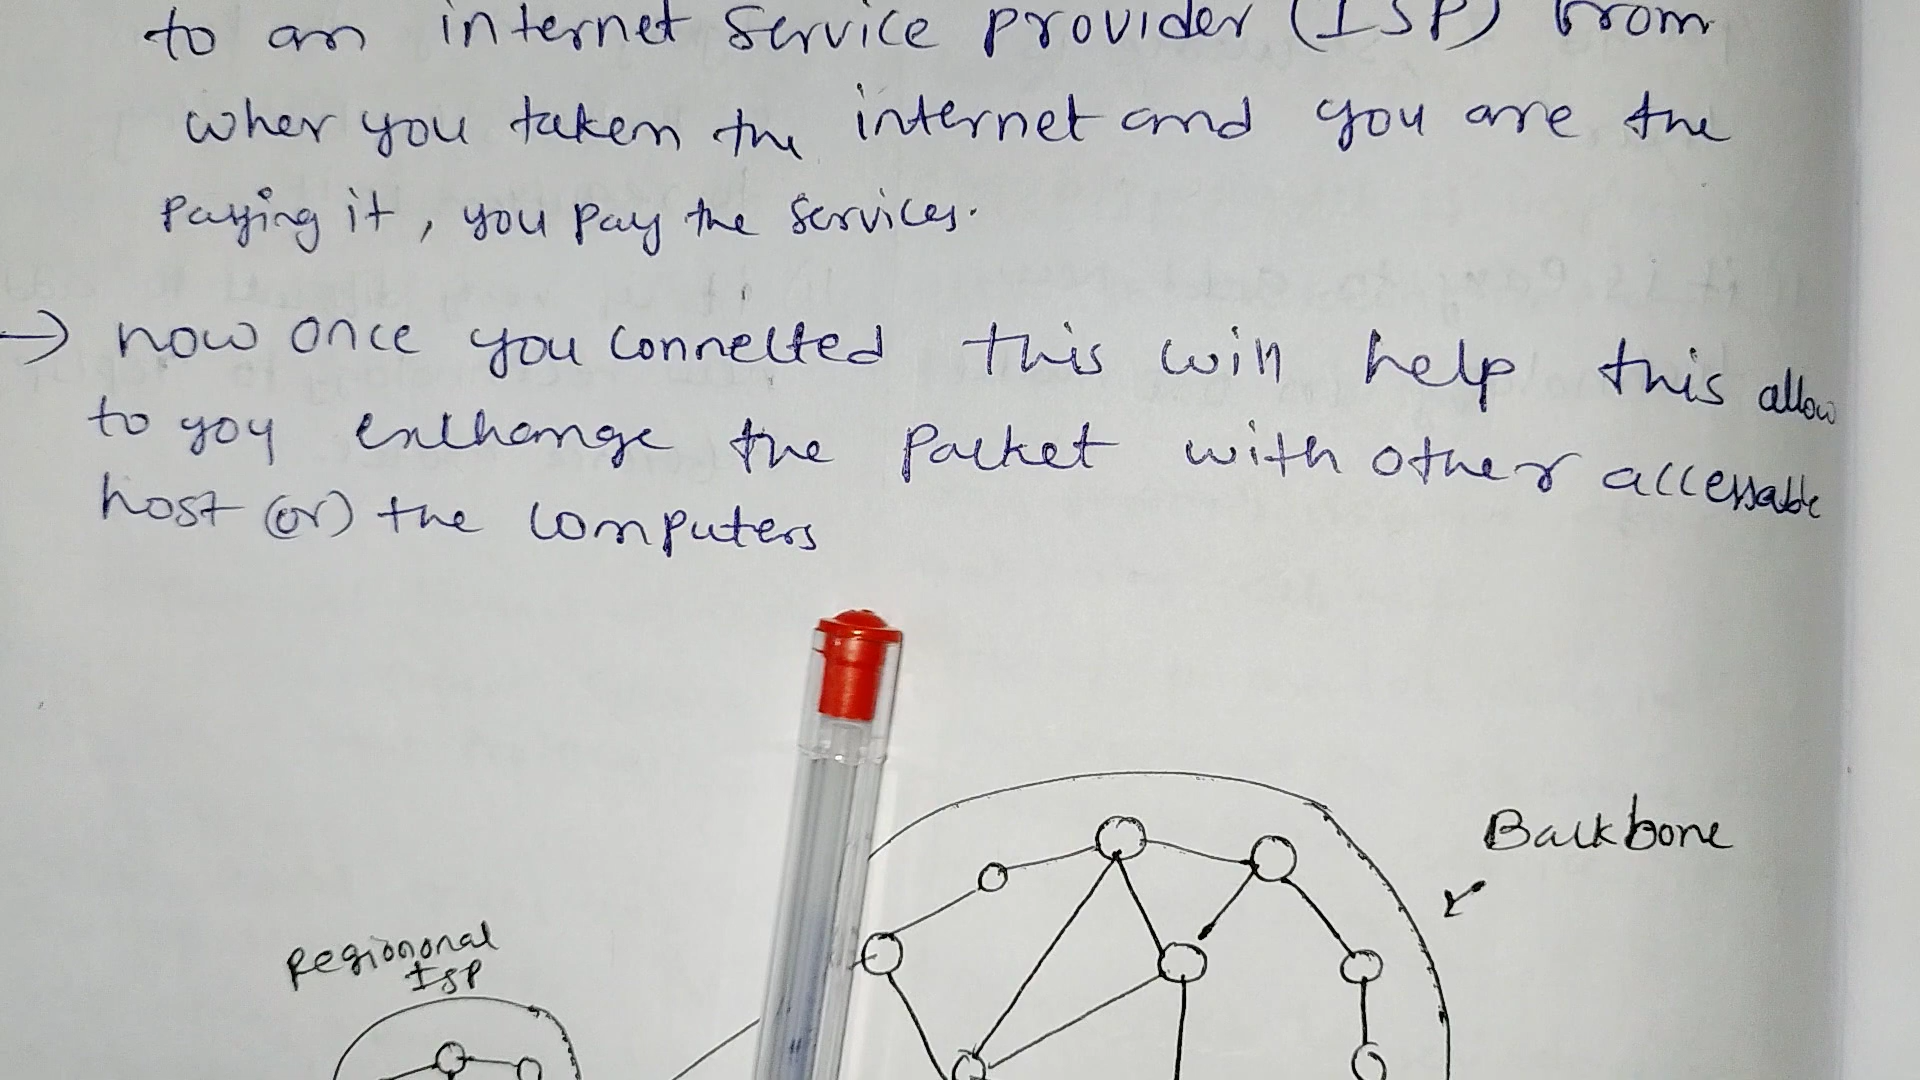 to an internet Service provider (ISP) from
wher you taken the internet and you are the
paying it, you pay the services.
→ now once you connected this will help this allow
to yoy exchange the packet with other accessable
host (or) the computers
Backbone
Regiononal
ISP